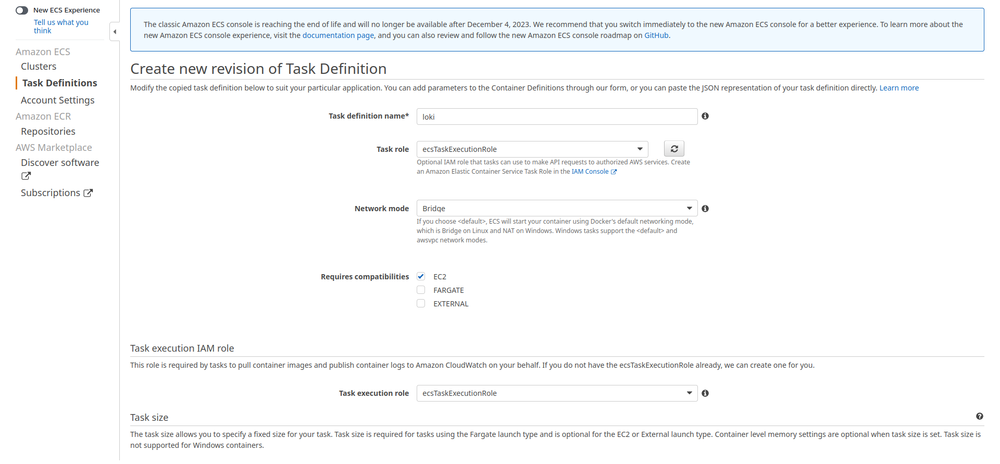 New ECS Experience
Tell us what you
think
Amazon ECS
Clusters
Task Definitions
Account Settings
Amazon ECR
Repositories
AWS Marketplace
Discover software
Subscriptions
The classic Amazon ECS console is reaching the end of life and will no longer be available after December 4, 2023. We recommend that you switch immediately to the new Amazon ECS console for a better experience. To learn more about the
new Amazon ECS console experience, visit the documentation page, and you can also review and follow the new Amazon ECS console roadmap on GitHub.
Create new revision of Task Definition
Modify the copied task definition below to suit your particular application. You can add parameters to the Container Definitions through our form, or you can paste the JSON representation of your task definition directly. Learn more
Task definition name* loki
Task role ecsTaskExecutionRole
Optional IAM role that tasks can use to make API requests to authorized AWS services. Create
an Amazon Elastic Container Service Task Role in the IAM Console
Network mode Bridge
If you choose <default>, ECS will start your container using Docker's default networking mode,
which is Bridge on Linux and NAT on Windows. Windows tasks support the <default> and
awsvpc network modes.
Requires compatibilities EC2
FARGATE
EXTERNAL
Task execution IAM role
This role is required by tasks to pull container images and publish container logs to Amazon CloudWatch on your behalf. If you do not have the ecsTaskExecutionRole already, we can create one for you.
Task execution role ecsTaskExecutionRole
Task size
The task size allows you to specify a fixed size for your task. Task size is required for tasks using the Fargate launch type and is optional for the EC2 or External launch type. Container level memory settings are optional when task size is set. Task size is
not supported for Windows containers.